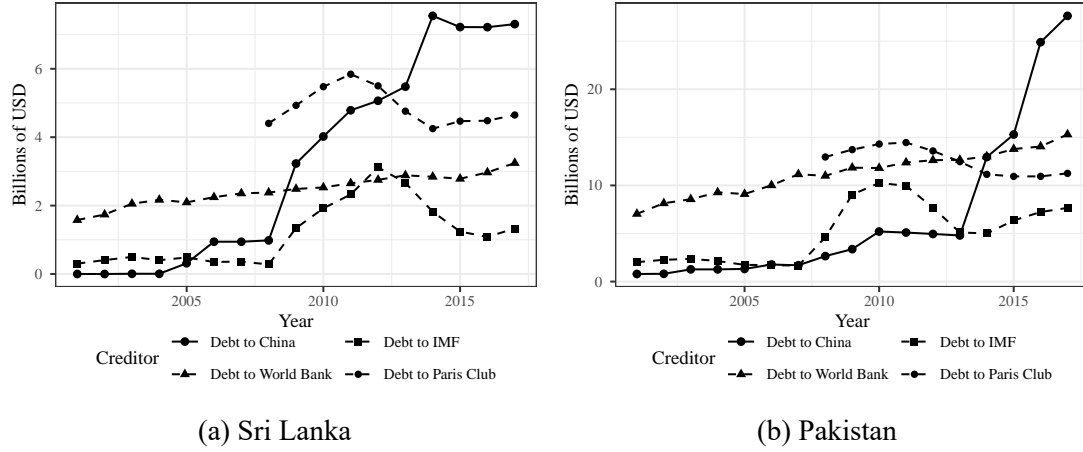 Billions of USD
6
4
2
0
2005 2010 2015
Year
Creditor
Debt to China Debt to IMF
Debt to World Bank Debt to Paris Club
(a) Sri Lanka
Billions of USD
20
10
0
2005 2010 2015
Year
Creditor
Debt to China Debt to IMF
Debt to World Bank Debt to Paris Club
(b) Pakistan